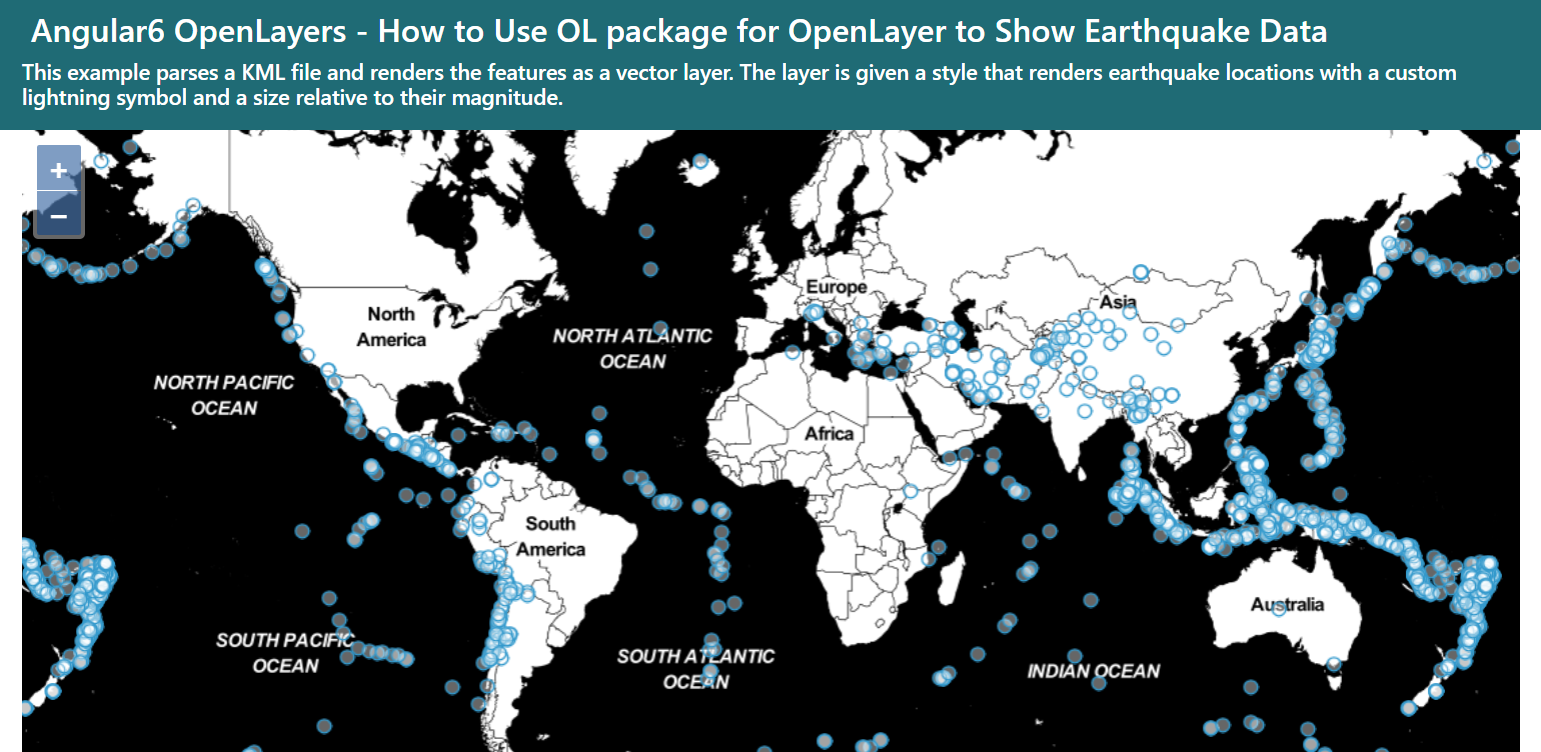 Angular6 OpenLayers - How to Use OL package for OpenLayer to Show Earthquake Data
This example parses a KML file and renders the features as a vector layer. The layer is given a style that renders earthquake locations with a custom
lightning symbol and a size relative to their magnitude.
+
−
Europe
Asia
North
America
NORTH ATLANTIC
OCEAN
NORTH PACIFIC
OCEAN
Africa
South
America
Australia
SOUTH PACIFIC
OCEAN
SOUTH ATLANTIC
OCEAN
INDIAN OCEAN